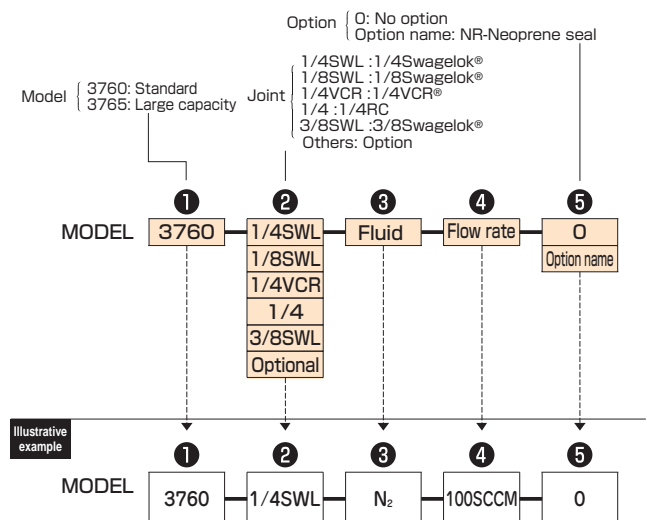 Option 0: No option
Option name: NR-Neoprene seal
Model 3760: Standard
3765: Large capacity
Joint 1/4SWL :1/4Swagelok®
1/8SWL :1/8Swagelok®
1/4VCR :1/4VCR®
1/4 :1/4RC
3/8SWL :3/8Swagelok®
Others: Option
1 2 3 4 5
MODEL 3760 1/4SWL Fluid Flow rate 0
1/8SWL Option name
1/4VCR
1/4
3/8SWL
Optional
Illustrative
example
1 2 3 4 5
MODEL 3760 1/4SWL N₂ 100SCCM 0